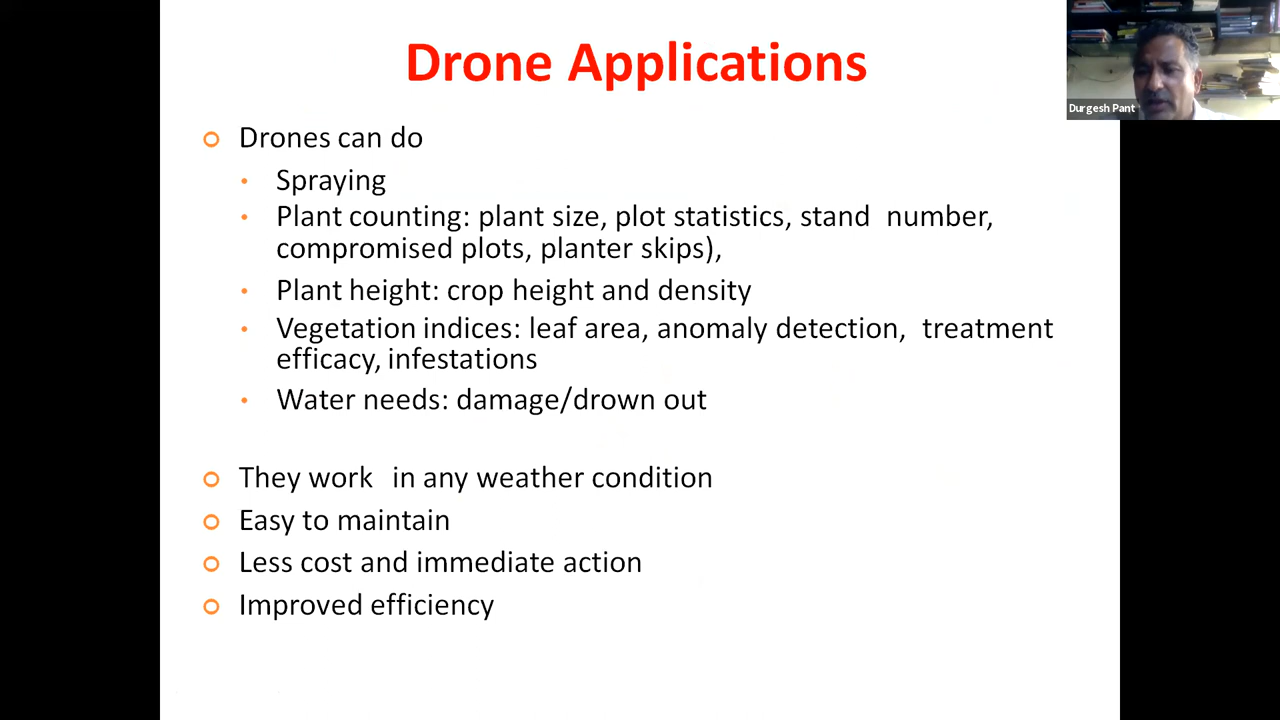 Drone Applications
Durgesh Pant
Drones can do
Spraying
Plant counting: plant size, plot statistics, stand number,
compromised plots, planter skips),
Plant height: crop height and density
Vegetation indices: leaf area, anomaly detection, treatment
efficacy, infestations
Water needs: damage/drown out
They work in any weather condition
Easy to maintain
Less cost and immediate action
Improved efficiency